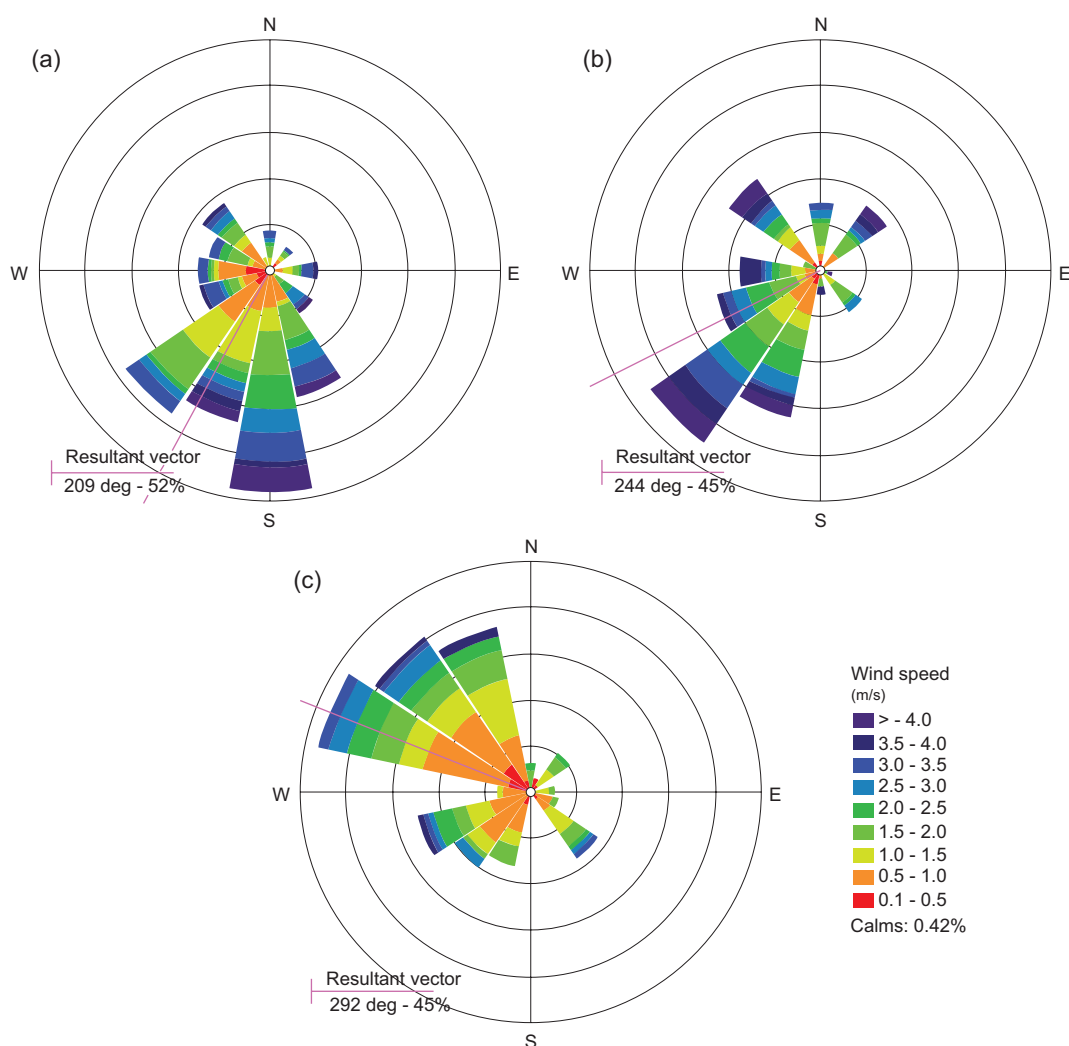 N
(a)
W
E
Resultant vector
209 deg - 52%
S
N
(b)
W
E
Resultant vector
244 deg - 45%
S
N
(c)
W
E
Resultant vector
292 deg - 45%
S
Wind speed
(m/s)
> - 4.0
3.5 - 4.0
3.0 - 3.5
2.5 - 3.0
2.0 - 2.5
1.5 - 2.0
1.0 - 1.5
0.5 - 1.0
0.1 - 0.5
Calms: 0.42%